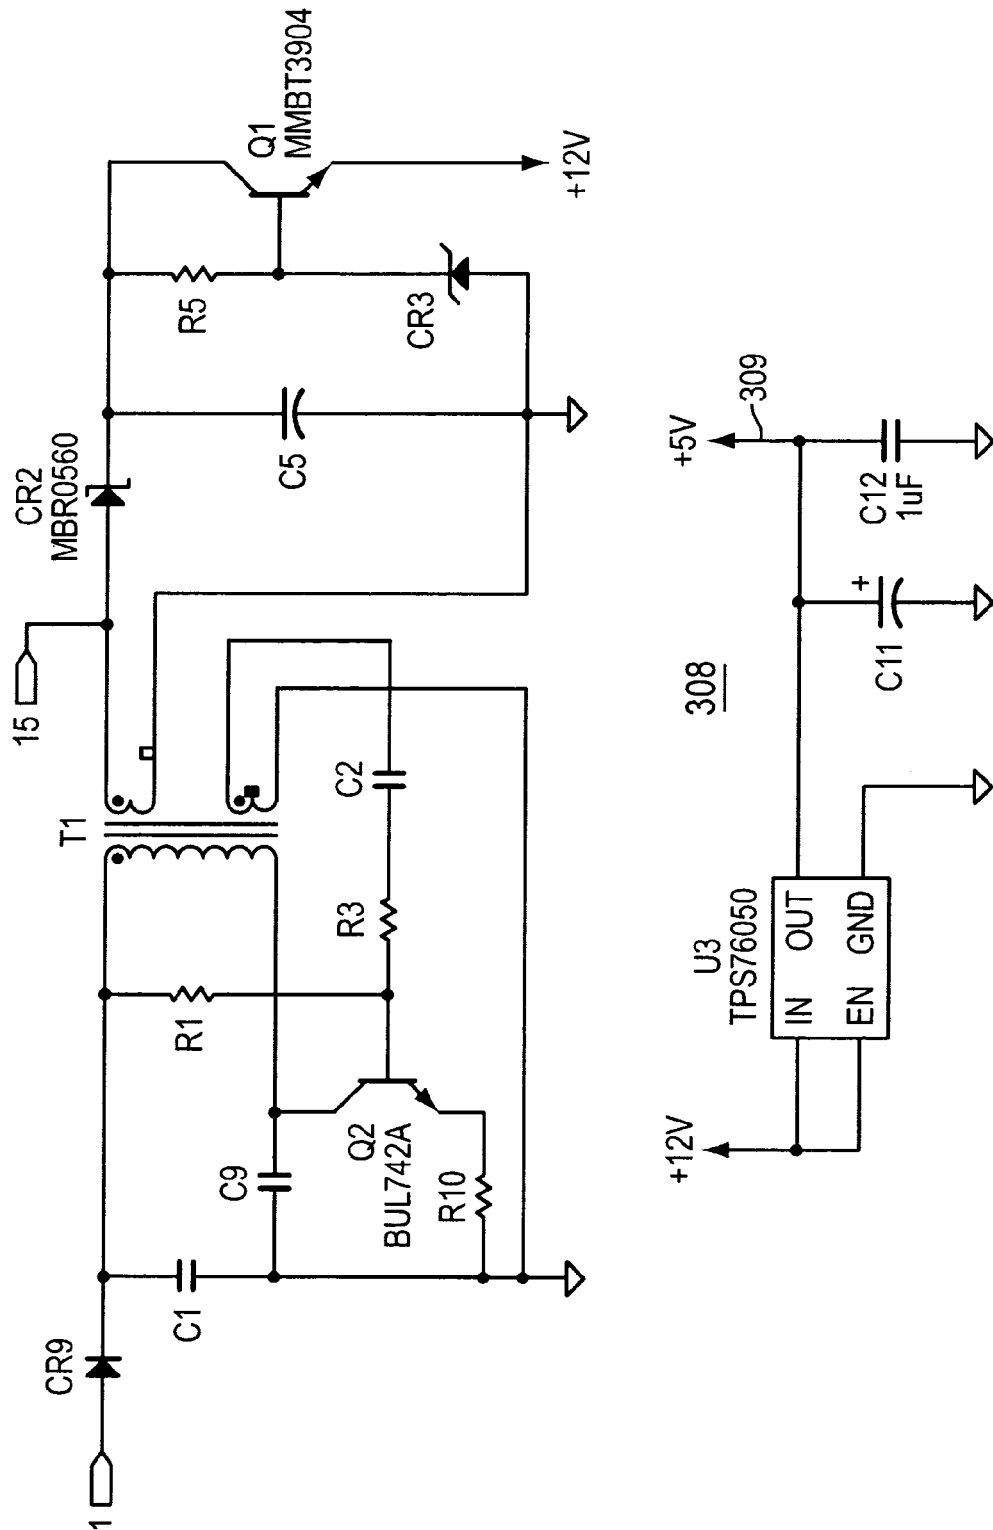 1
CR9
C1
C9
Q2
BUL742A
R10
R1
R3
C2
T1
15
CR2
MBR0560
C5
R5
CR3
Q1
MMBT3904
+12V
+12V
U3
TPS76050
IN OUT
EN GND
308
C11
+
+5V
309
C12
1uF